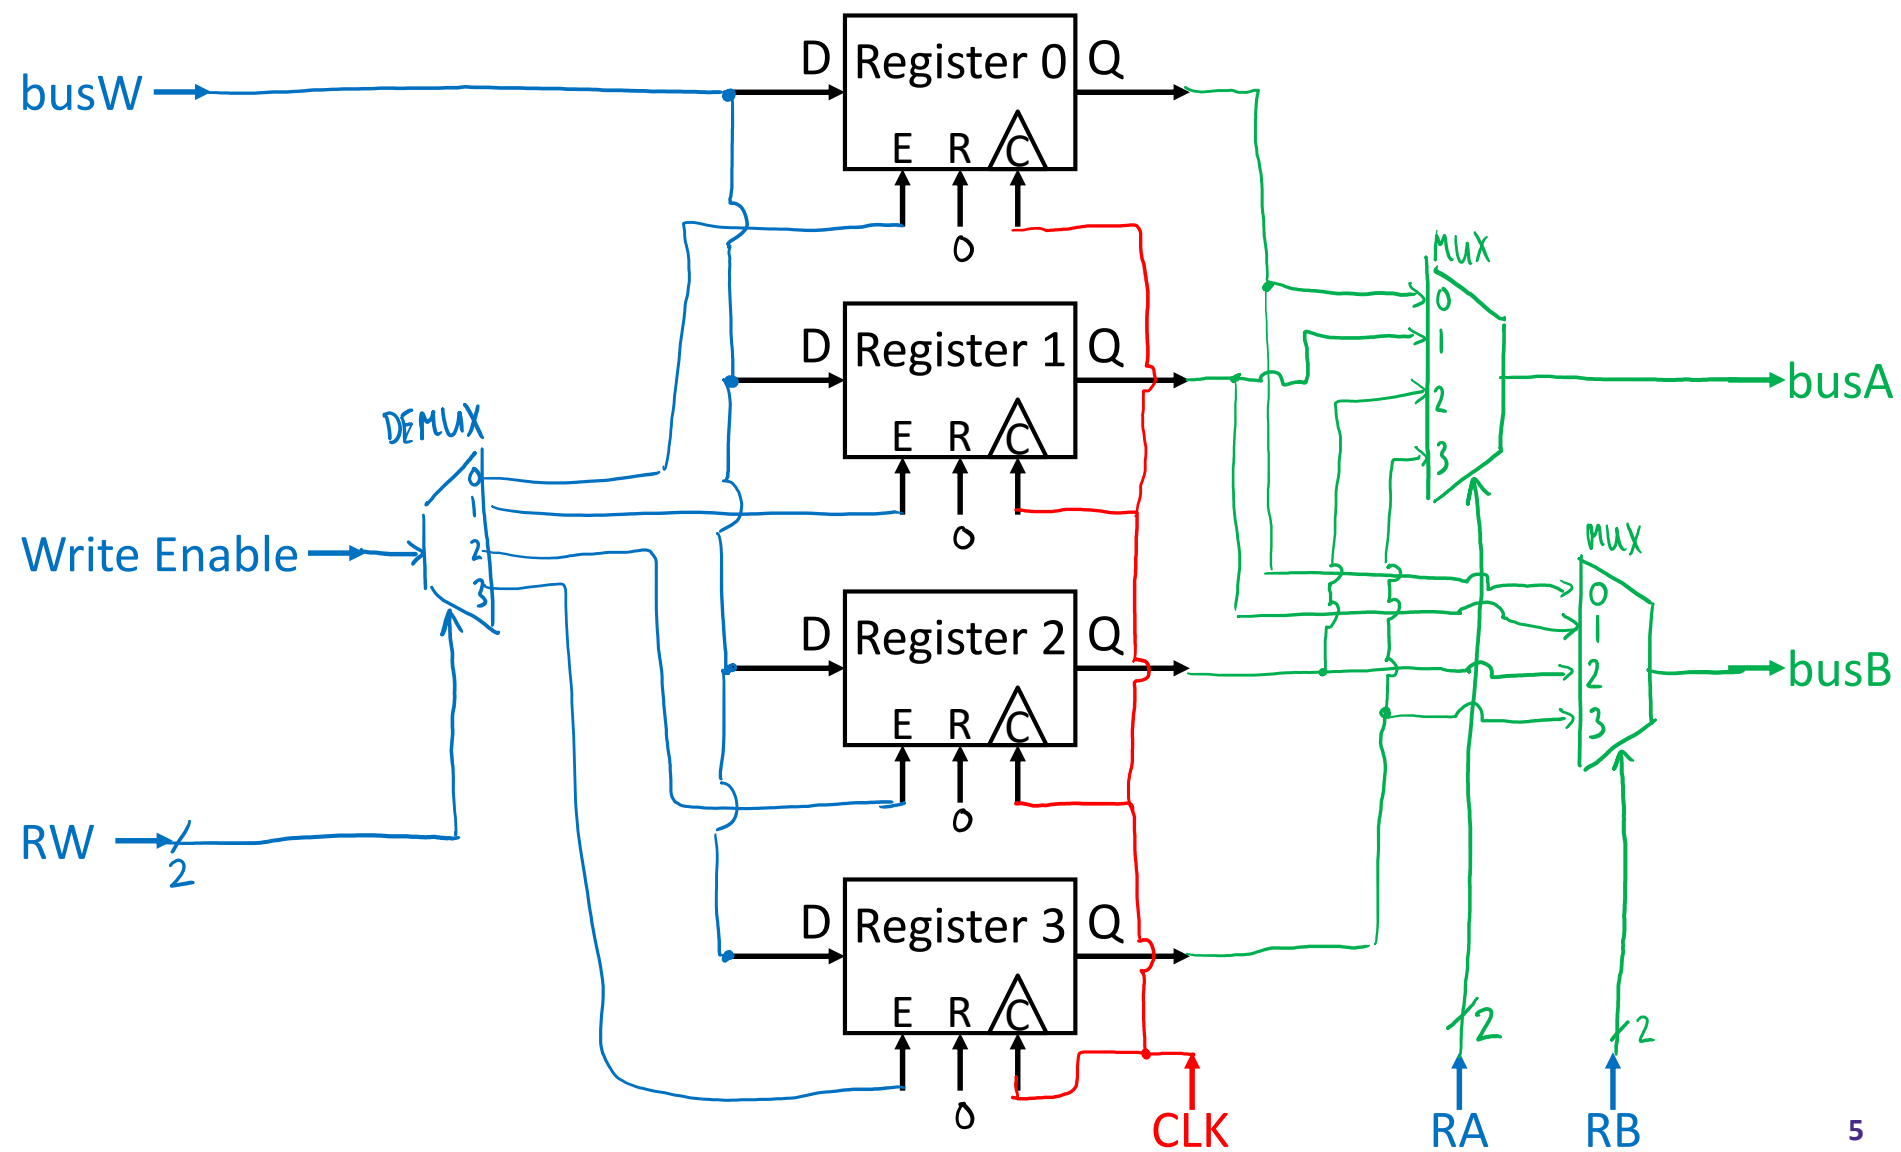 D Register 0 Q
busW
E R C
0
MUX
0
1
2
3
D Register 1 Q
busA
DEMUX
E R C
0
1
2
3
0
MUX
0
1
2
3
Write Enable
D Register 2 Q
busB
E R C
0
RW
2
D Register 3 Q
E R C
0
2
2
CLK
RA
RB
5